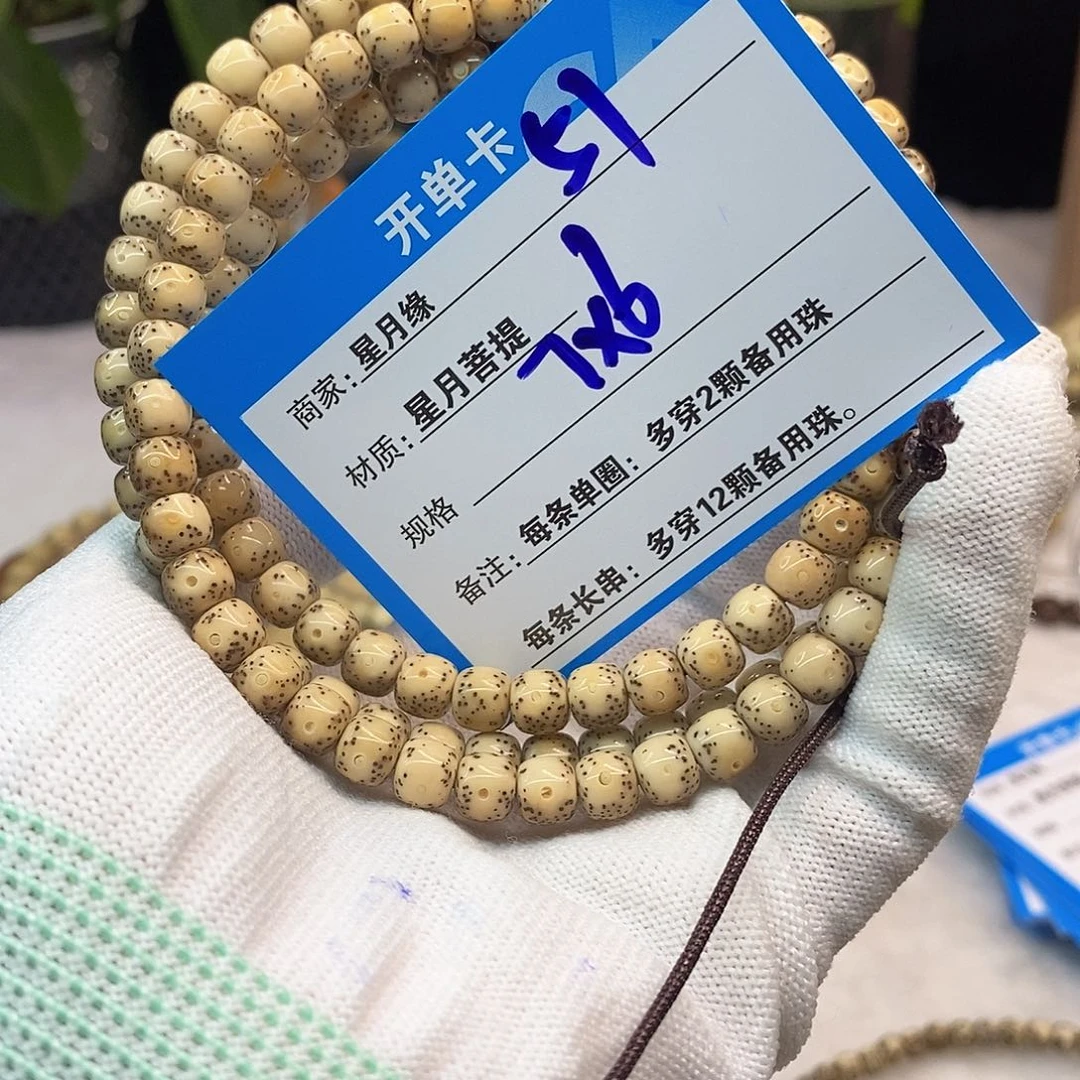 开单卡
15
商家：星月缘
材质：星月菩提
9XL
规格
备注：每条单圈：多穿2颗备用珠
每条长串：多穿12颗备用珠。